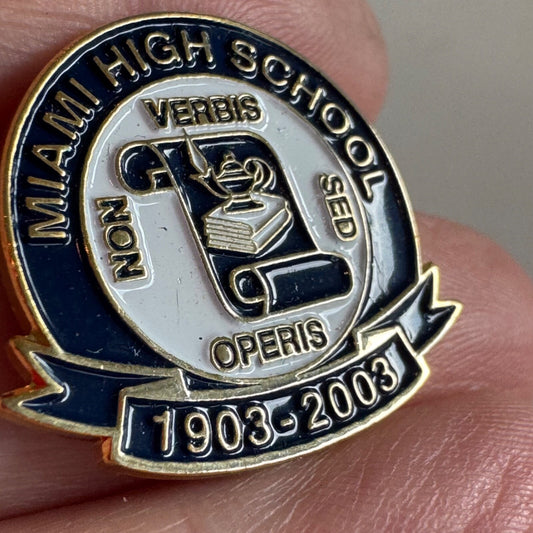 MIAMI HIGH SCHOOL
VERBIS
NON
SED
OPERIS
1903-2003